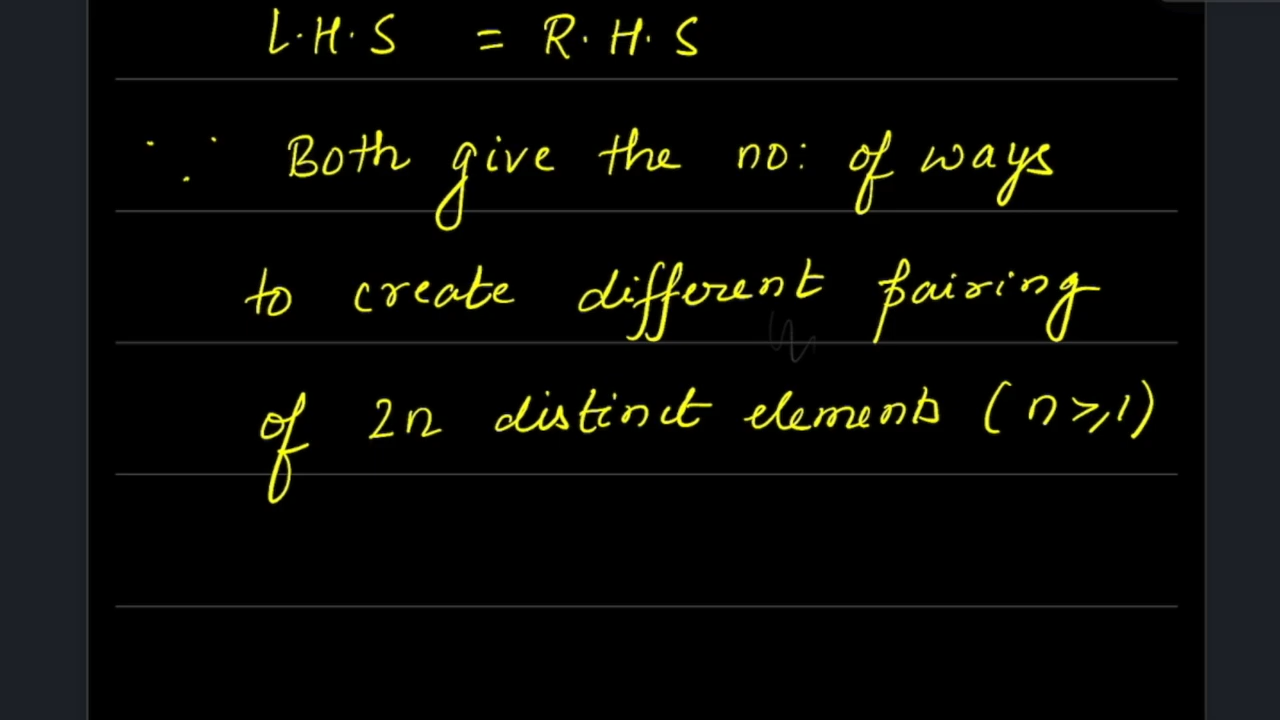 L.H.S = R.H.S
∵ Both give the no: of ways
to create different pairing
of 2n distinct elements (n≥1)